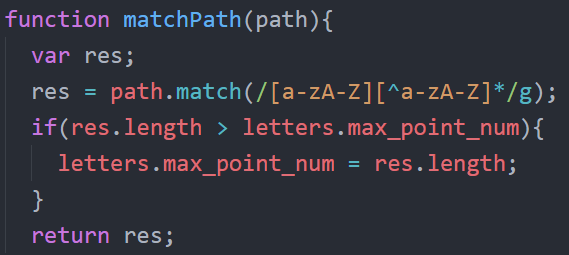 function matchPath(path){
  var res;
  res = path.match(/[a-zA-Z][^a-zA-Z]*/g);
  if(res.length > letters.max_point_num){
    letters.max_point_num = res.length;
  }
  return res;